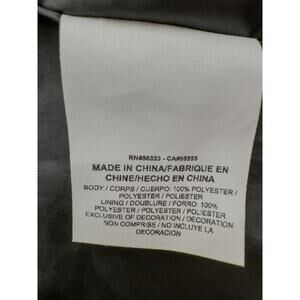 RN#56323 - CA#05553
MADE IN CHINA/FABRIQUE EN
CHINE/HECHO EN CHINA
BODY / CORPS / CUERPO: 100% POLYESTER /
POLYESTER / POLIESTER
LINING / DOUBLURE / FORRO: 100%
POLYESTER / POLYESTER / POLIESTER
EXCLUSIVE OF DECORATION / DECORATION
NON COMPRISE / NO INCLUYE LA
DECORACION